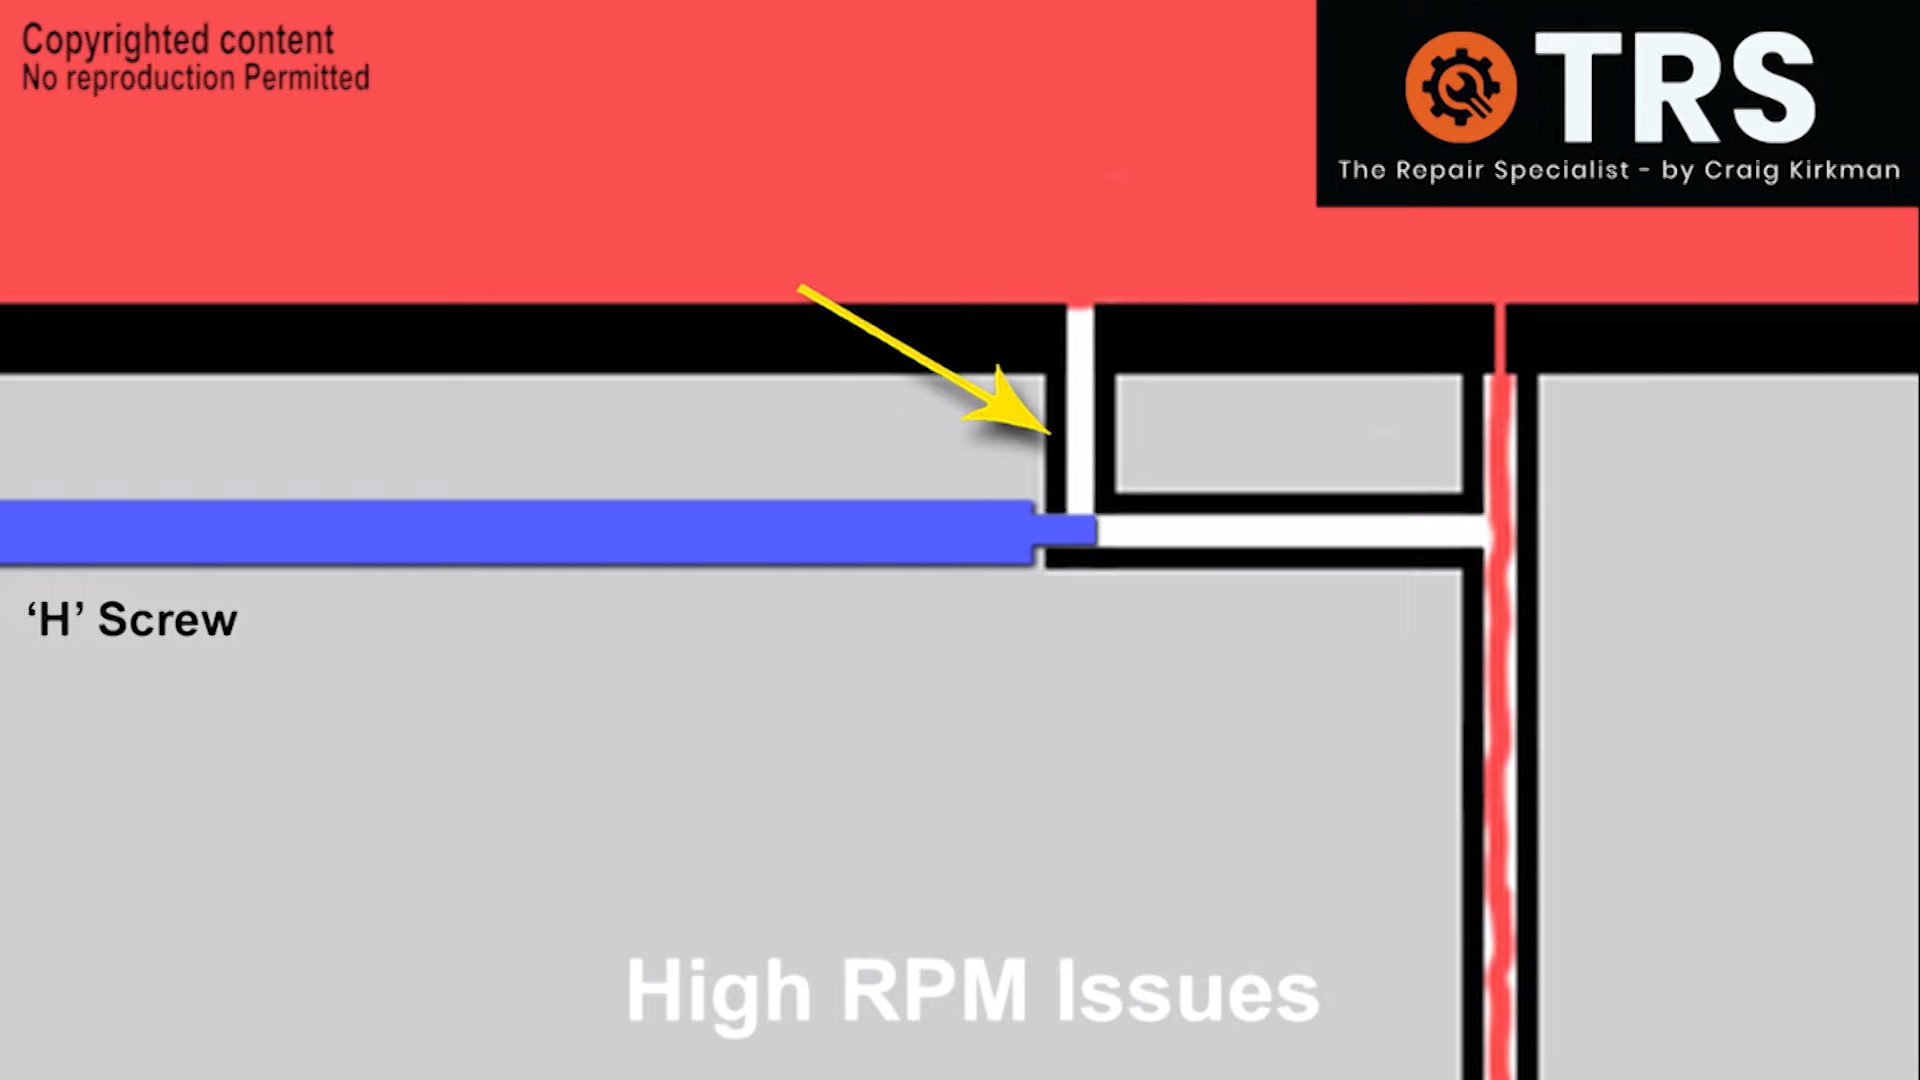 Copyrighted content
No reproduction Permitted
TRS
The Repair Specialist - by Craig Kirkman
‘H’ Screw
High RPM Issues